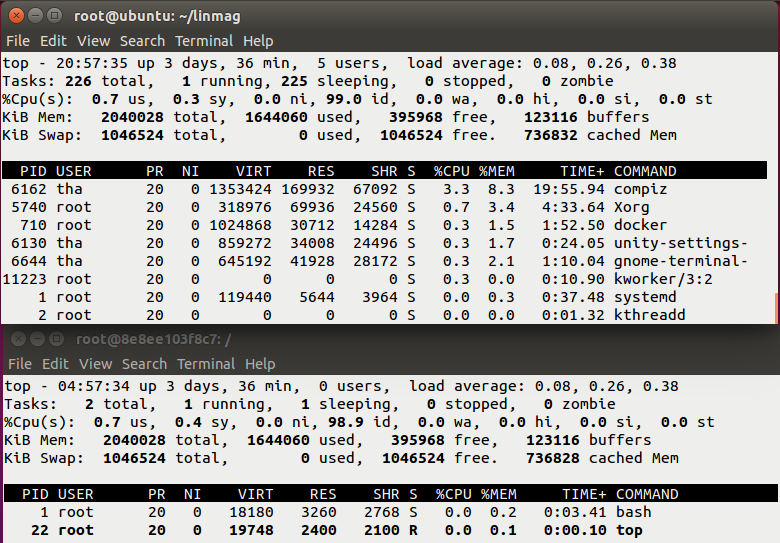 root@ubuntu: ~/linmag
File Edit View Search Terminal Help
top - 20:57:35 up 3 days, 36 min,  5 users,  load average: 0.08, 0.26, 0.38
Tasks: 226 total,   1 running, 225 sleeping,   0 stopped,   0 zombie
%Cpu(s):  0.7 us,  0.3 sy,  0.0 ni, 99.0 id,  0.0 wa,  0.0 hi,  0.0 si,  0.0 st
KiB Mem:   2040028 total,  1644060 used,   395968 free,   123116 buffers
KiB Swap:  1046524 total,        0 used,  1046524 free.   736832 cached Mem
PID USER      PR  NI    VIRT    RES    SHR S  %CPU %MEM     TIME+ COMMAND
6162 tha       20   0 1353424 169932  67092 S   3.3  8.3  19:55.94 compiz
5740 root      20   0  318976  69936  24560 S   0.7  3.4   4:33.64 Xorg
710 root      20   0 1024868  30712  14284 S   0.3  1.5   1:52.50 docker
6130 tha       20   0  859272  34008  24496 S   0.3  1.7   0:24.05 unity-settings-
6644 tha       20   0  645192  41928  28172 S   0.3  2.1   1:10.04 gnome-terminal-
11223 root      20   0       0      0      0 S   0.3  0.0   0:10.90 kworker/3:2
1 root      20   0  119440   5644   3964 S   0.0  0.3   0:37.48 systemd
2 root      20   0       0      0      0 S   0.0  0.0   0:01.32 kthreadd
root@8e8ee103f8c7: /
File Edit View Search Terminal Help
top - 04:57:34 up 3 days, 36 min,  0 users,  load average: 0.08, 0.26, 0.38
Tasks:   2 total,   1 running,   1 sleeping,   0 stopped,   0 zombie
%Cpu(s):  0.7 us,  0.4 sy,  0.0 ni, 98.9 id,  0.0 wa,  0.0 hi,  0.0 si,  0.0 st
KiB Mem:   2040028 total,  1644060 used,   395968 free,   123116 buffers
KiB Swap:  1046524 total,        0 used,  1046524 free.   736828 cached Mem
PID USER      PR  NI    VIRT    RES    SHR S  %CPU %MEM     TIME+ COMMAND
1 root      20   0   18180   3260   2768 S   0.0  0.2   0:03.41 bash
22 root      20   0   19748   2400   2100 R   0.0  0.1   0:00.10 top